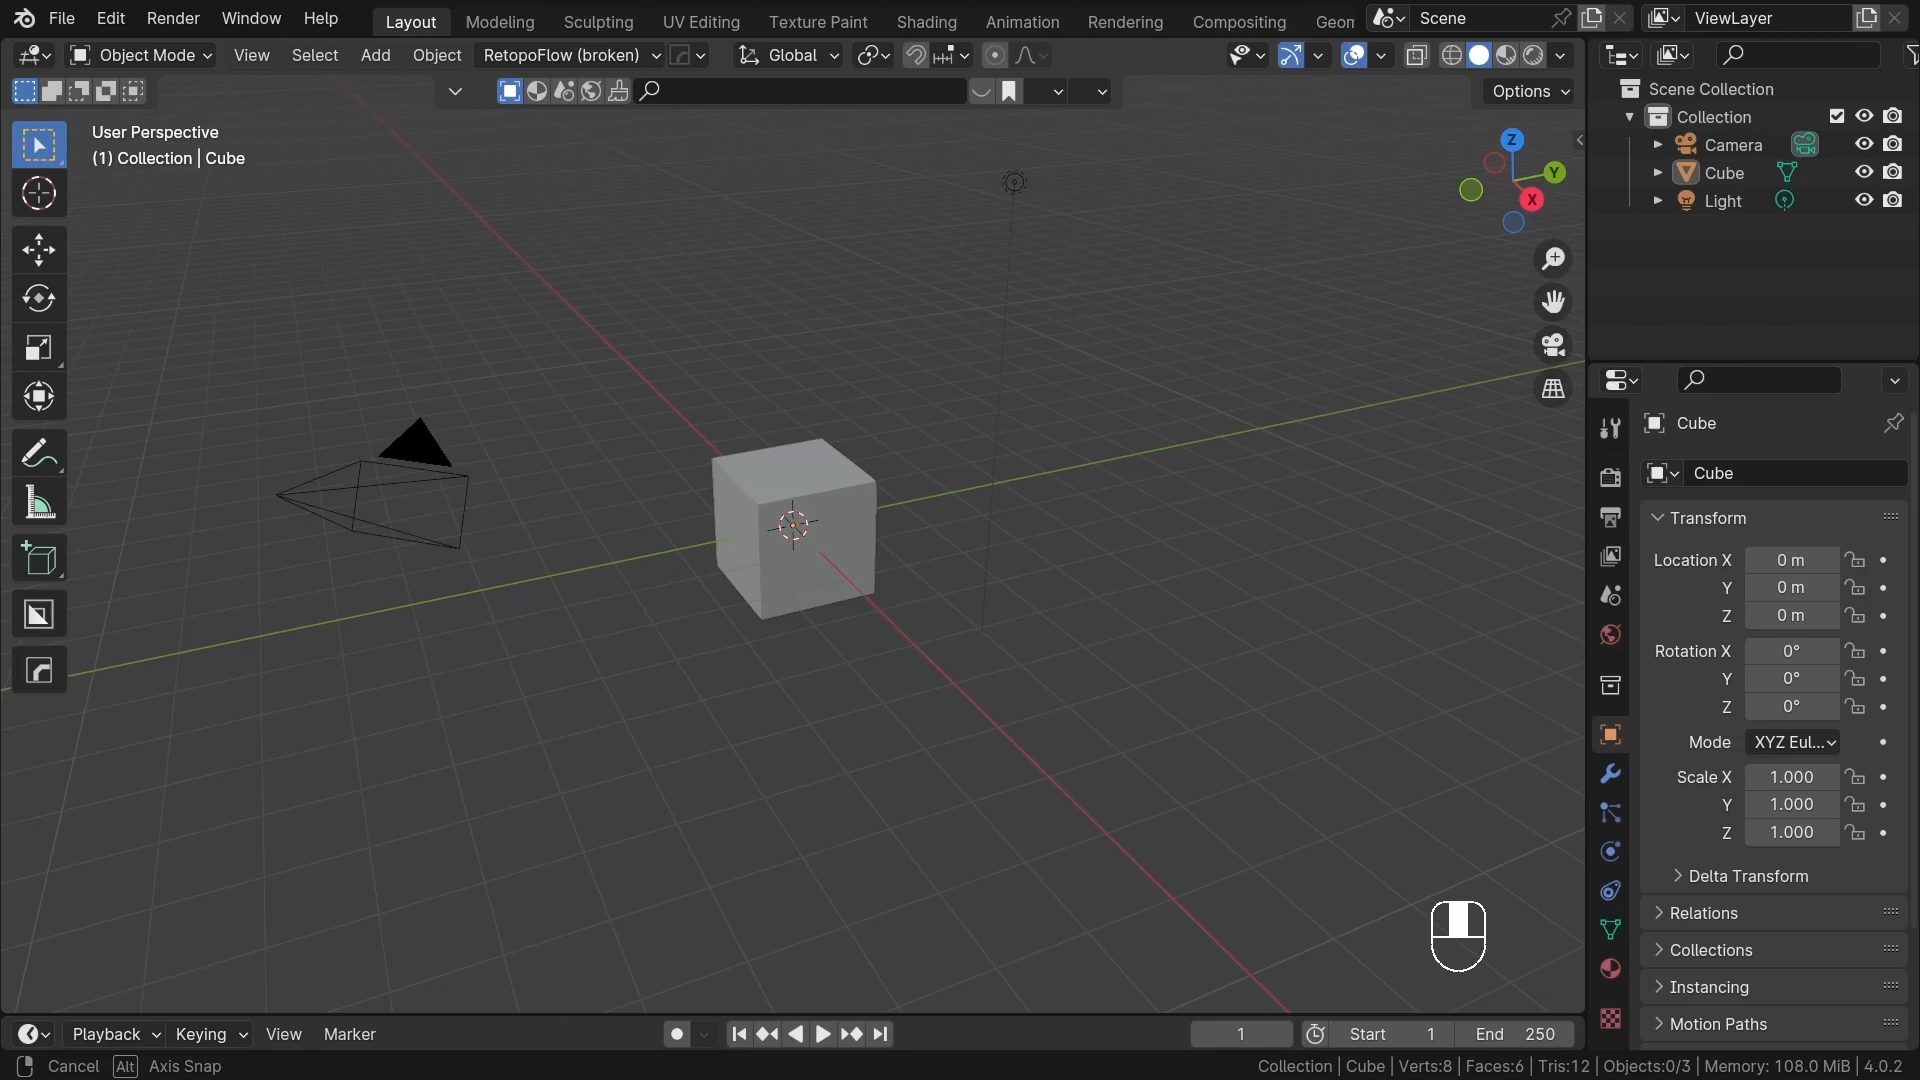 File Edit Render Window Help Layout Modeling Sculpting UV Editing Texture Paint Shading Animation Rendering Compositing Geom Scene ViewLayer
Object Mode View Select Add Object RetopoFlow (broken) Global
Options
User Perspective
(1) Collection | Cube
Z
Y
X
Scene Collection
Collection
Camera
Cube
Light
Cube
Cube
Transform
Location X 0 m
Y 0 m
Z 0 m
Rotation X 0°
Y 0°
Z 0°
Mode XYZ Eul...
Scale X 1.000
Y 1.000
Z 1.000
Delta Transform
Relations
Collections
Instancing
Motion Paths
Playback Keying View Marker 1 Start 1 End 250
Cancel Alt Axis Snap Collection | Cube | Verts:8 | Faces:6 | Tris:12 | Objects:0/3 | Memory: 108.0 MiB | 4.0.2